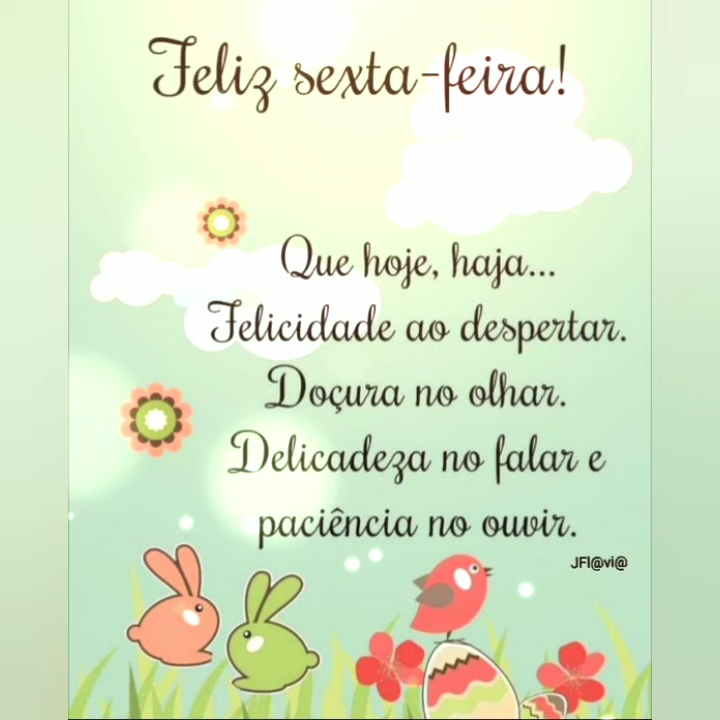 Feliz sexta-feira!
Que hoje, haja...
Felicidade ao despertar.
Doçura no olhar.
Delicadeza no falar e
paciência no ouvir.
JFl@vi@